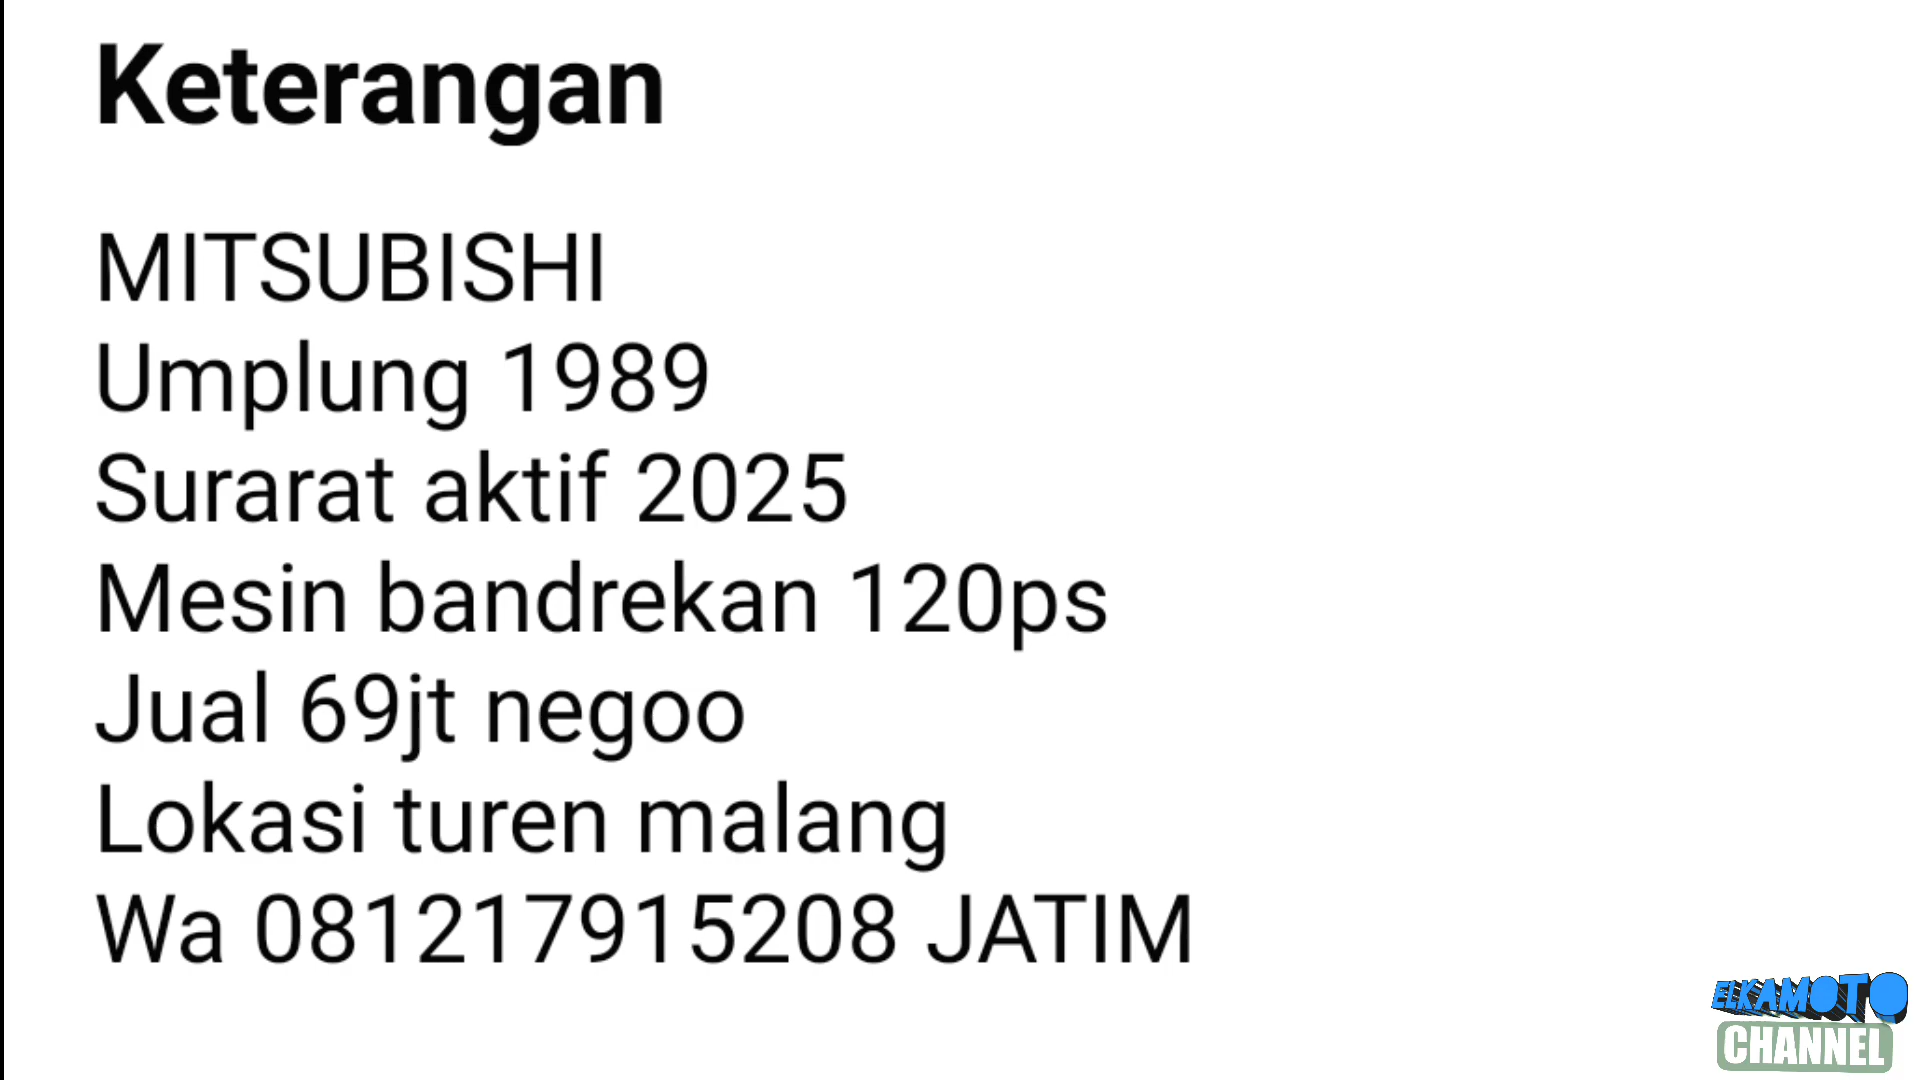 Keterangan
MITSUBISHI
Umplung 1989
Surarat aktif 2025
Mesin bandrekan 120ps
Jual 69jt negoo
Lokasi turen malang
Wa 081217915208 JATIM
ELKAMOTO
CHANNEL